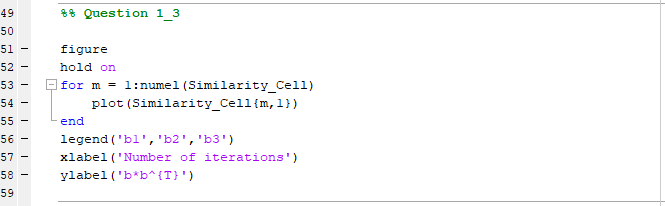 49 %% Question 1_3
50
51 – figure
52 – hold on
53 – for m = 1:numel(Similarity_Cell)
54 – plot(Similarity_Cell{m,1})
55 – end
56 – legend('b1','b2','b3')
57 – xlabel('Number of iterations')
58 – ylabel('b*b^{T}')
59